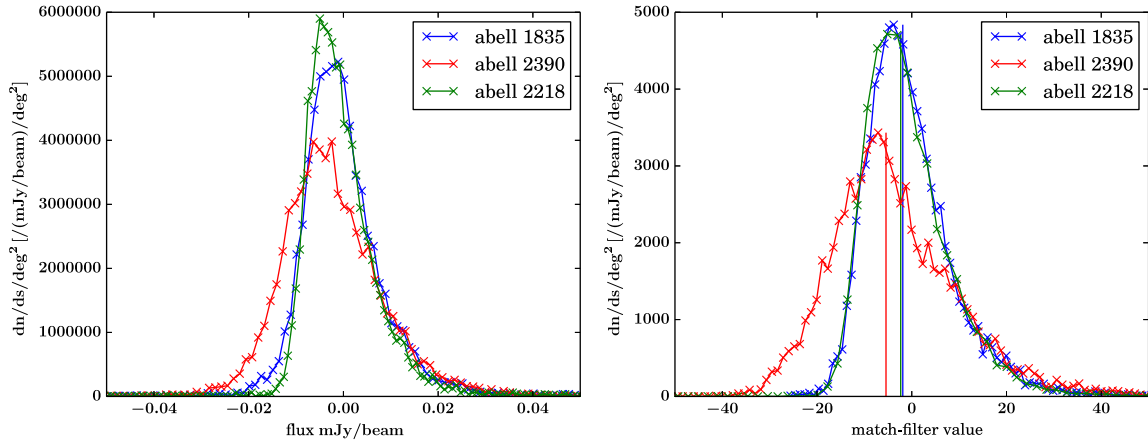 dn/ds/deg² [/(mJy/beam)/deg²]
6000000
5000000
4000000
3000000
2000000
1000000
0
abell 1835
abell 2390
abell 2218
−0.04 −0.02 0.00 0.02 0.04
flux mJy/beam
dn/ds/deg² [/(mJy/beam)/deg²]
5000
4000
3000
2000
1000
0
abell 1835
abell 2390
abell 2218
−40 −20 0 20 40
match-filter value